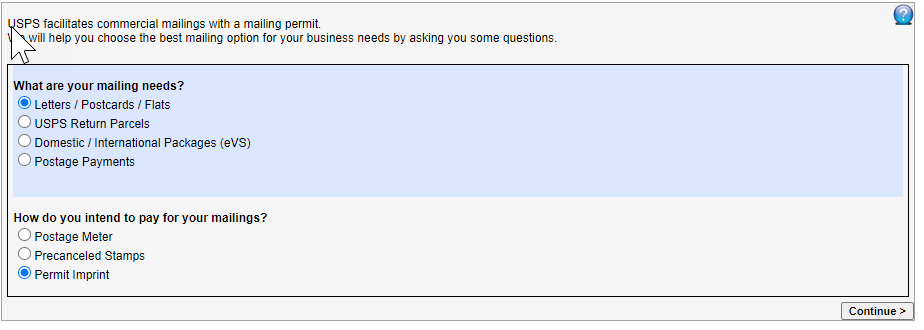 USPS facilitates commercial mailings with a mailing permit.
We will help you choose the best mailing option for your business needs by asking you some questions.
What are your mailing needs?
Letters / Postcards / Flats
USPS Return Parcels
Domestic / International Packages (eVS)
Postage Payments
How do you intend to pay for your mailings?
Postage Meter
Precanceled Stamps
Permit Imprint
Continue >